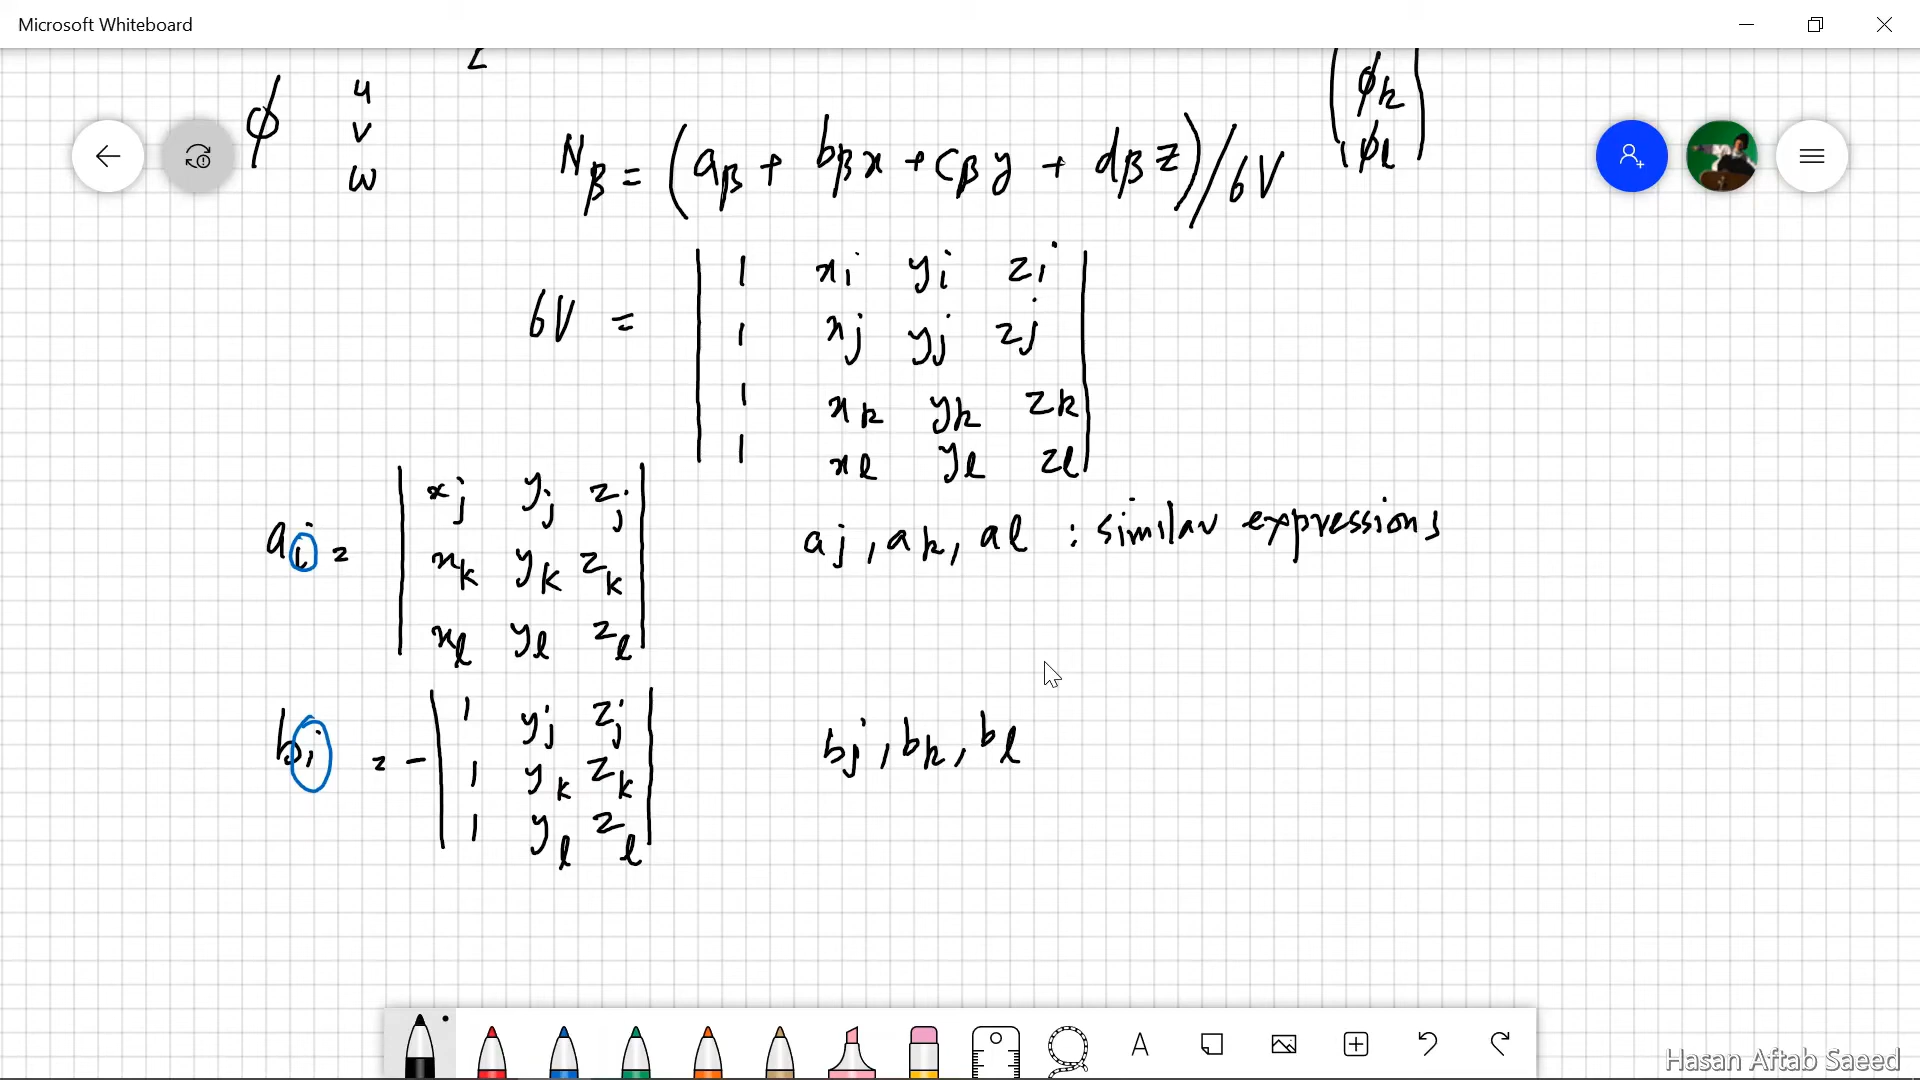 Microsoft Whiteboard
ϕ u v w
ϕk
ϕl
Nβ = (aβ + bβx + cβy + dβz)/6V
6V = | 1 xi yi zi |
| 1 xj yj zj |
| 1 xk yk zk |
| 1 xl yl zl |
ai = | xj yj zj |
| xk yk zk |
| xl yl zl |
aj, ak, al : similar expressions
bi = - | 1 yj zj |
| 1 yk zk |
| 1 yl zl |
bj, bk, bl
A
Hasan Aftab Saeed